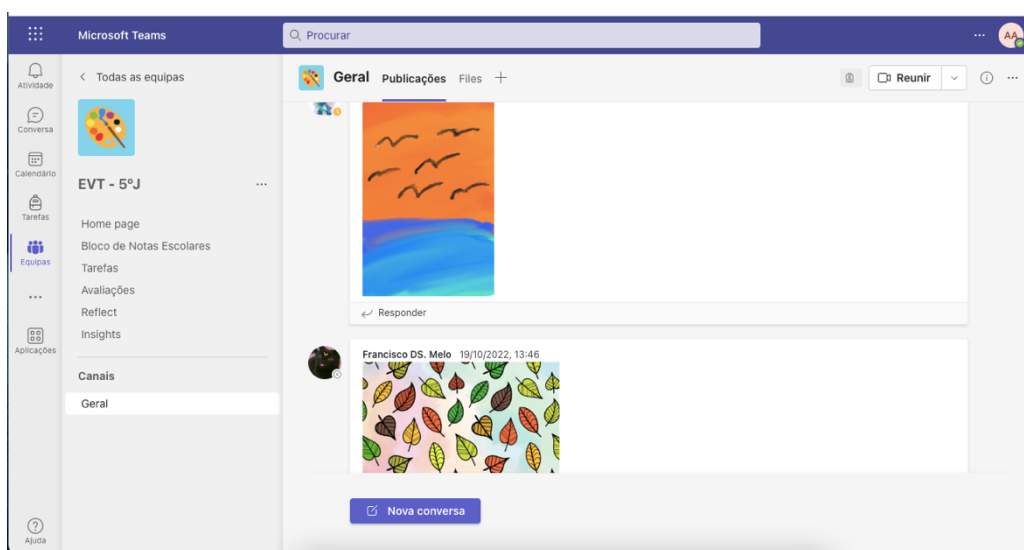 Microsoft Teams
Procurar
AA
Atividade
Conversa
Calendário
Tarefas
Equipas
Aplicações
Ajuda
Todas as equipas
EVT - 5ºJ
Home page
Bloco de Notas Escolares
Tarefas
Avaliações
Reflect
Insights
Canais
Geral
Geral Publicações Files
Reunir
Responder
Francisco DS. Melo 19/10/2022, 13:46
Nova conversa